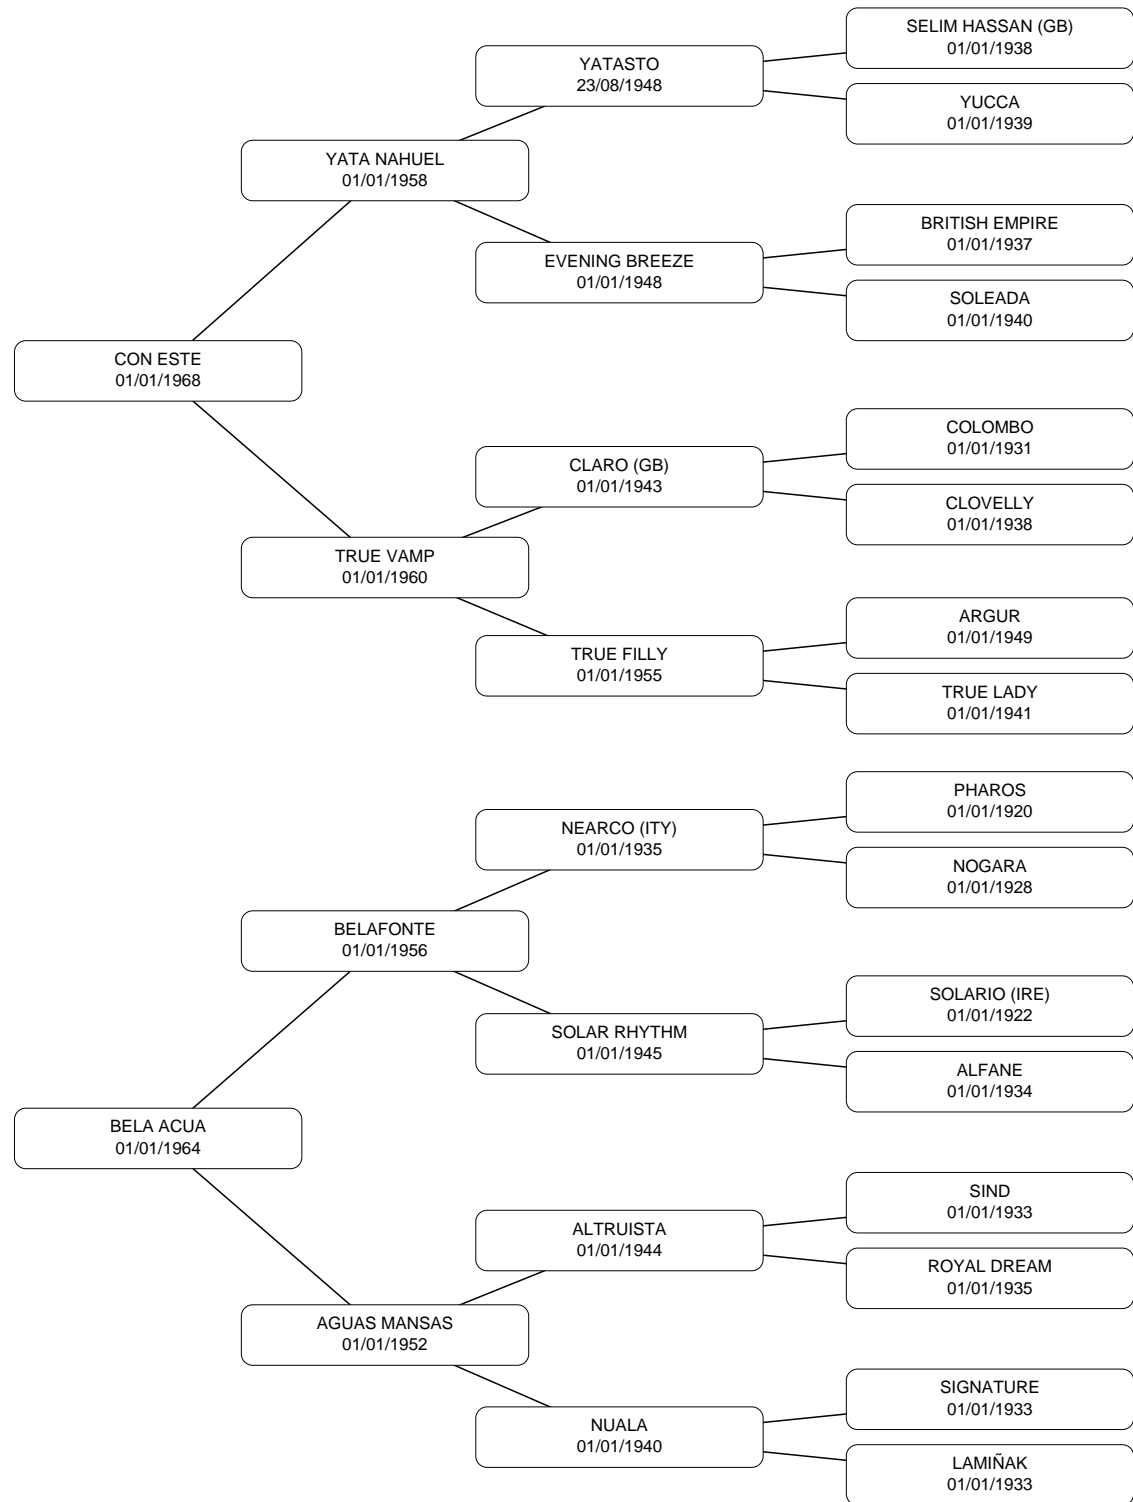 SELIM HASSAN (GB)
01/01/1938
YATASTO
23/08/1948
YUCCA
01/01/1939
YATA NAHUEL
01/01/1958
BRITISH EMPIRE
01/01/1937
EVENING BREEZE
01/01/1948
SOLEADA
01/01/1940
CON ESTE
01/01/1968
COLOMBO
01/01/1931
CLARO (GB)
01/01/1943
CLOVELLY
01/01/1938
TRUE VAMP
01/01/1960
ARGUR
01/01/1949
TRUE FILLY
01/01/1955
TRUE LADY
01/01/1941
PHAROS
01/01/1920
NEARCO (ITY)
01/01/1935
NOGARA
01/01/1928
BELAFONTE
01/01/1956
SOLARIO (IRE)
01/01/1922
SOLAR RHYTHM
01/01/1945
ALFANE
01/01/1934
BELA ACUA
01/01/1964
SIND
01/01/1933
ALTRUISTA
01/01/1944
ROYAL DREAM
01/01/1935
AGUAS MANSAS
01/01/1952
SIGNATURE
01/01/1933
NUALA
01/01/1940
LAMIÑAK
01/01/1933